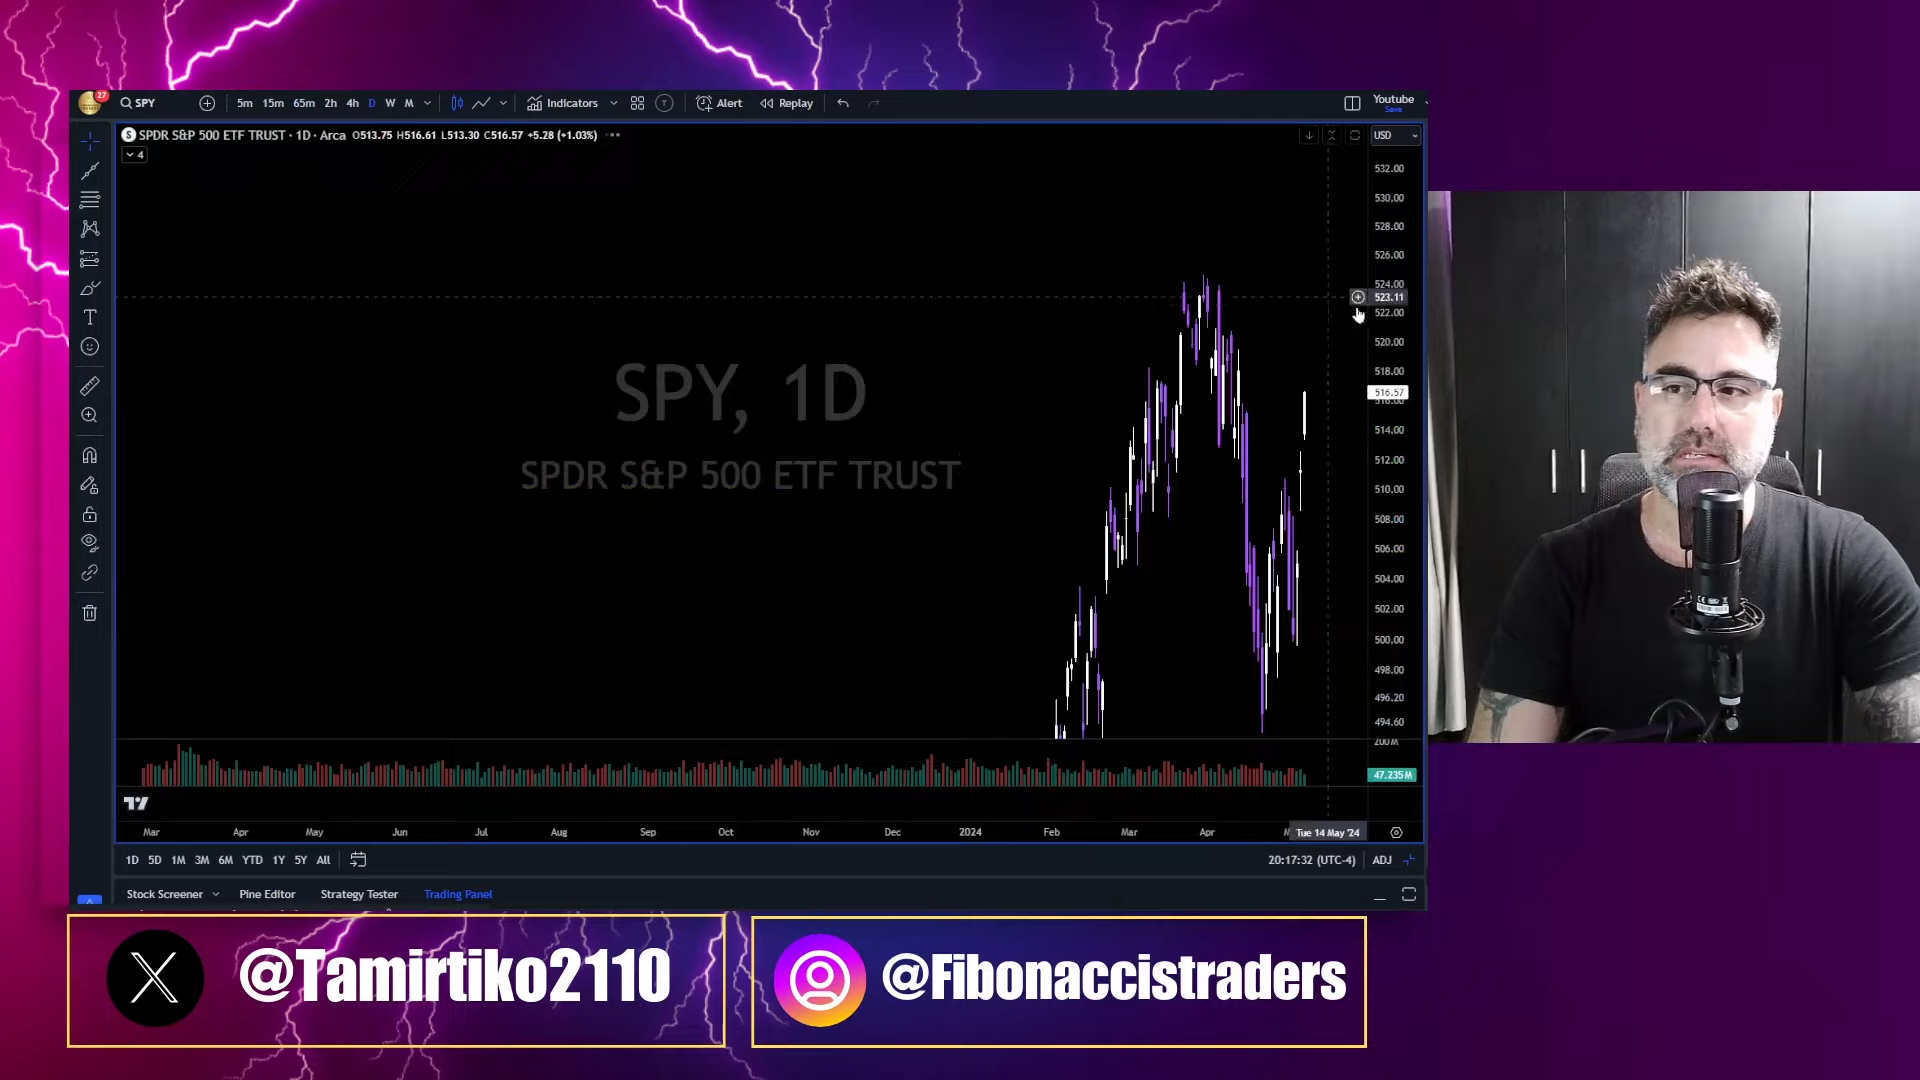 27
SPY
5m 15m 65m 2h 4h D W M
Indicators
Alert
Replay
Youtube
Save
SPDR S&P 500 ETF TRUST · 1D · Arca O513.75 H516.61 L513.30 C516.57 +5.28 (+1.03%)
USD
4
532.00
530.00
528.00
526.00
524.00
523.11
522.00
520.00
518.00
516.57
514.00
512.00
510.00
508.00
506.00
504.00
502.00
500.00
498.00
496.20
494.60
200M
47.235M
SPY, 1D
SPDR S&P 500 ETF TRUST
Mar Apr May Jun Jul Aug Sep Oct Nov Dec 2024 Feb Mar Apr Tue 14 May '24
1D 5D 1M 3M 6M YTD 1Y 5Y All
20:17:32 (UTC-4) ADJ
Stock Screener Pine Editor Strategy Tester Trading Panel
@Tamirtiko2110
@Fibonaccistraders